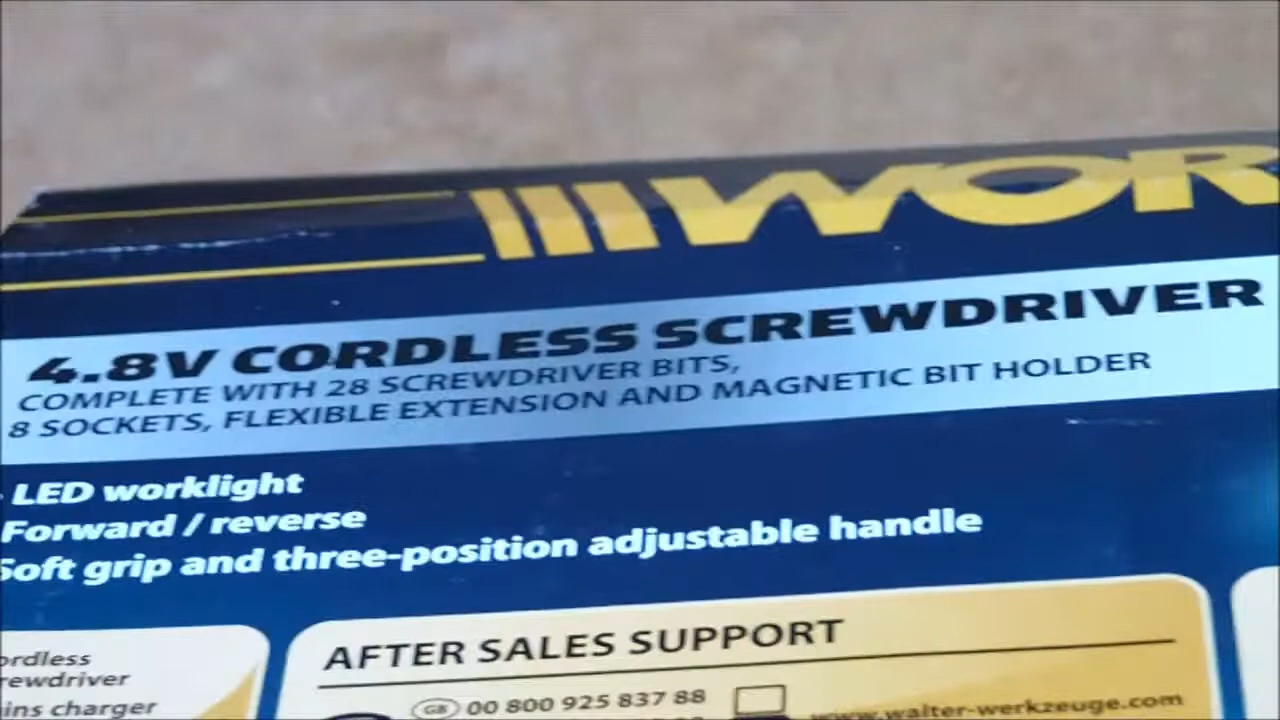 WOR
4.8V CORDLESS SCREWDRIVER
COMPLETE WITH 28 SCREWDRIVER BITS,
8 SOCKETS, FLEXIBLE EXTENSION AND MAGNETIC BIT HOLDER
- LED worklight
Forward / reverse
Soft grip and three-position adjustable handle
ordless
rewdriver
ins charger
AFTER SALES SUPPORT
GB 00 800 925 837 88
www.walter-werkzeuge.com